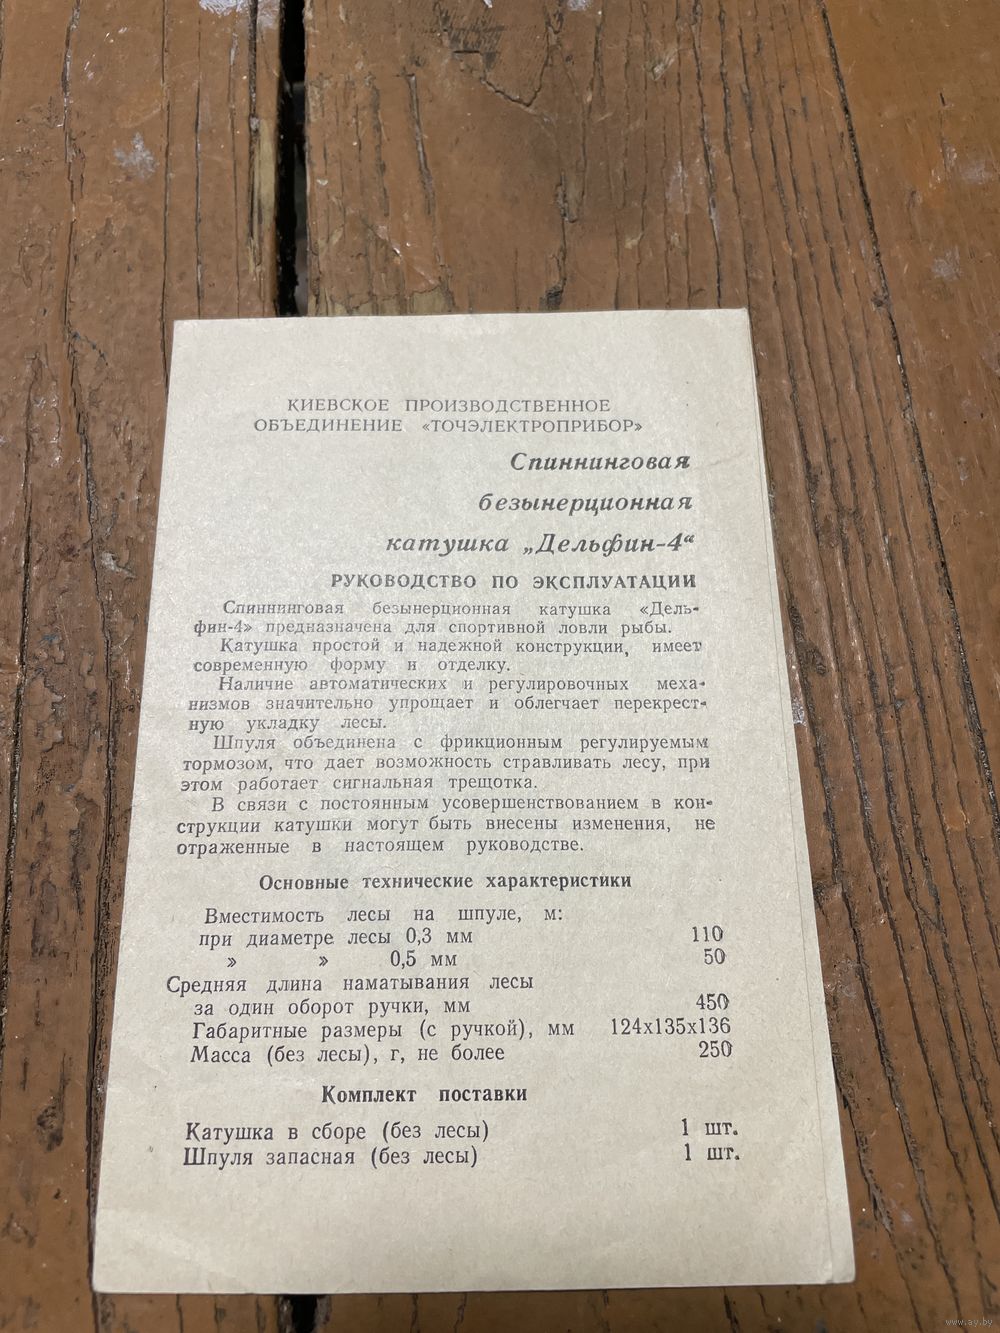 КИЕВСКОЕ ПРОИЗВОДСТВЕННОЕ
ОБЪЕДИНЕНИЕ «ТОЧЭЛЕКТРОПРИБОР»
Спиннинговая
безынерционная
катушка „Дельфин-4“
РУКОВОДСТВО ПО ЭКСПЛУАТАЦИИ
Спиннинговая безынерционная катушка «Дель-
фин-4» предназначена для спортивной ловли рыбы.
Катушка простой и надежной конструкции, имеет
современную форму и отделку.
Наличие автоматических и регулировочных меха-
низмов значительно упрощает и облегчает перекрест-
ную укладку лесы.
Шпуля объединена с фрикционным регулируемым
тормозом, что дает возможность стравливать лесу, при
этом работает сигнальная трещотка.
В связи с постоянным усовершенствованием в кон-
струкции катушки могут быть внесены изменения, не
отраженные в настоящем руководстве.
Основные технические характеристики
Вместимость лесы на шпуле, м:
при диаметре лесы 0,3 мм 110
» » 0,5 мм 50
Средняя длина наматывания лесы
за один оборот ручки, мм 450
Габаритные размеры (с ручкой), мм 124х135х136
Масса (без лесы), г, не более 250
Комплект поставки
Катушка в сборе (без лесы) 1 шт.
Шпуля запасная (без лесы) 1 шт.
www.ay.by